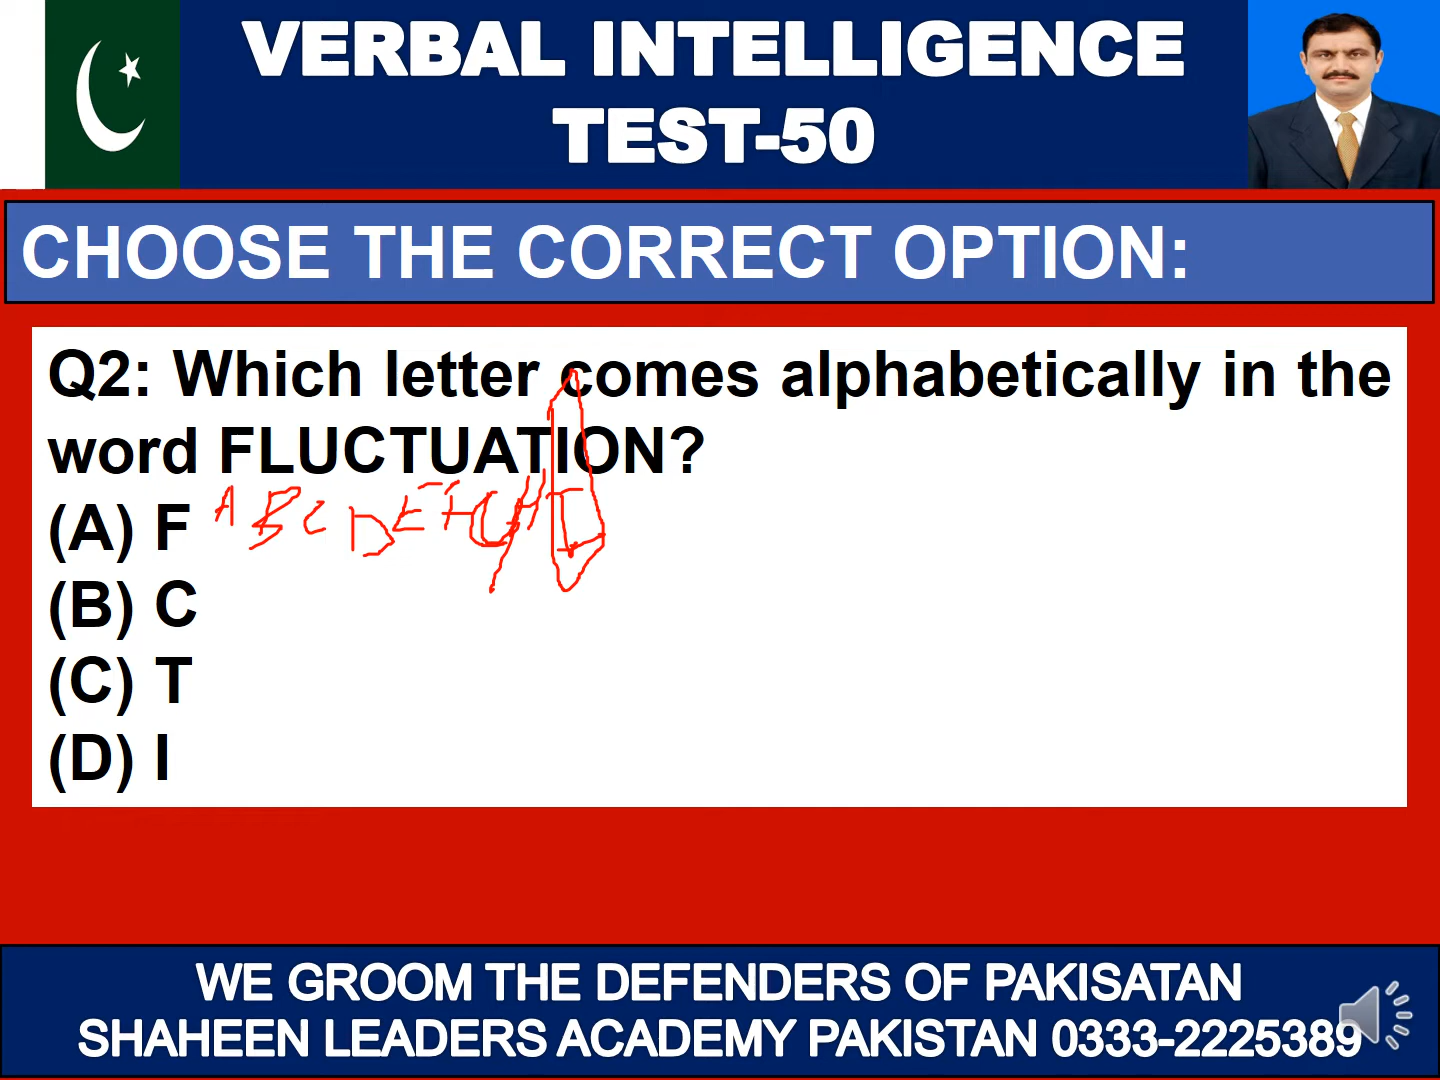 VERBAL INTELLIGENCE
TEST-50
CHOOSE THE CORRECT OPTION:
Q2: Which letter comes alphabetically in the
word FLUCTUATION?
(A) F
A B C D E F G H I
(B) C
(C) T
(D) I
WE GROOM THE DEFENDERS OF PAKISATAN
SHAHEEN LEADERS ACADEMY PAKISTAN 0333-2225389